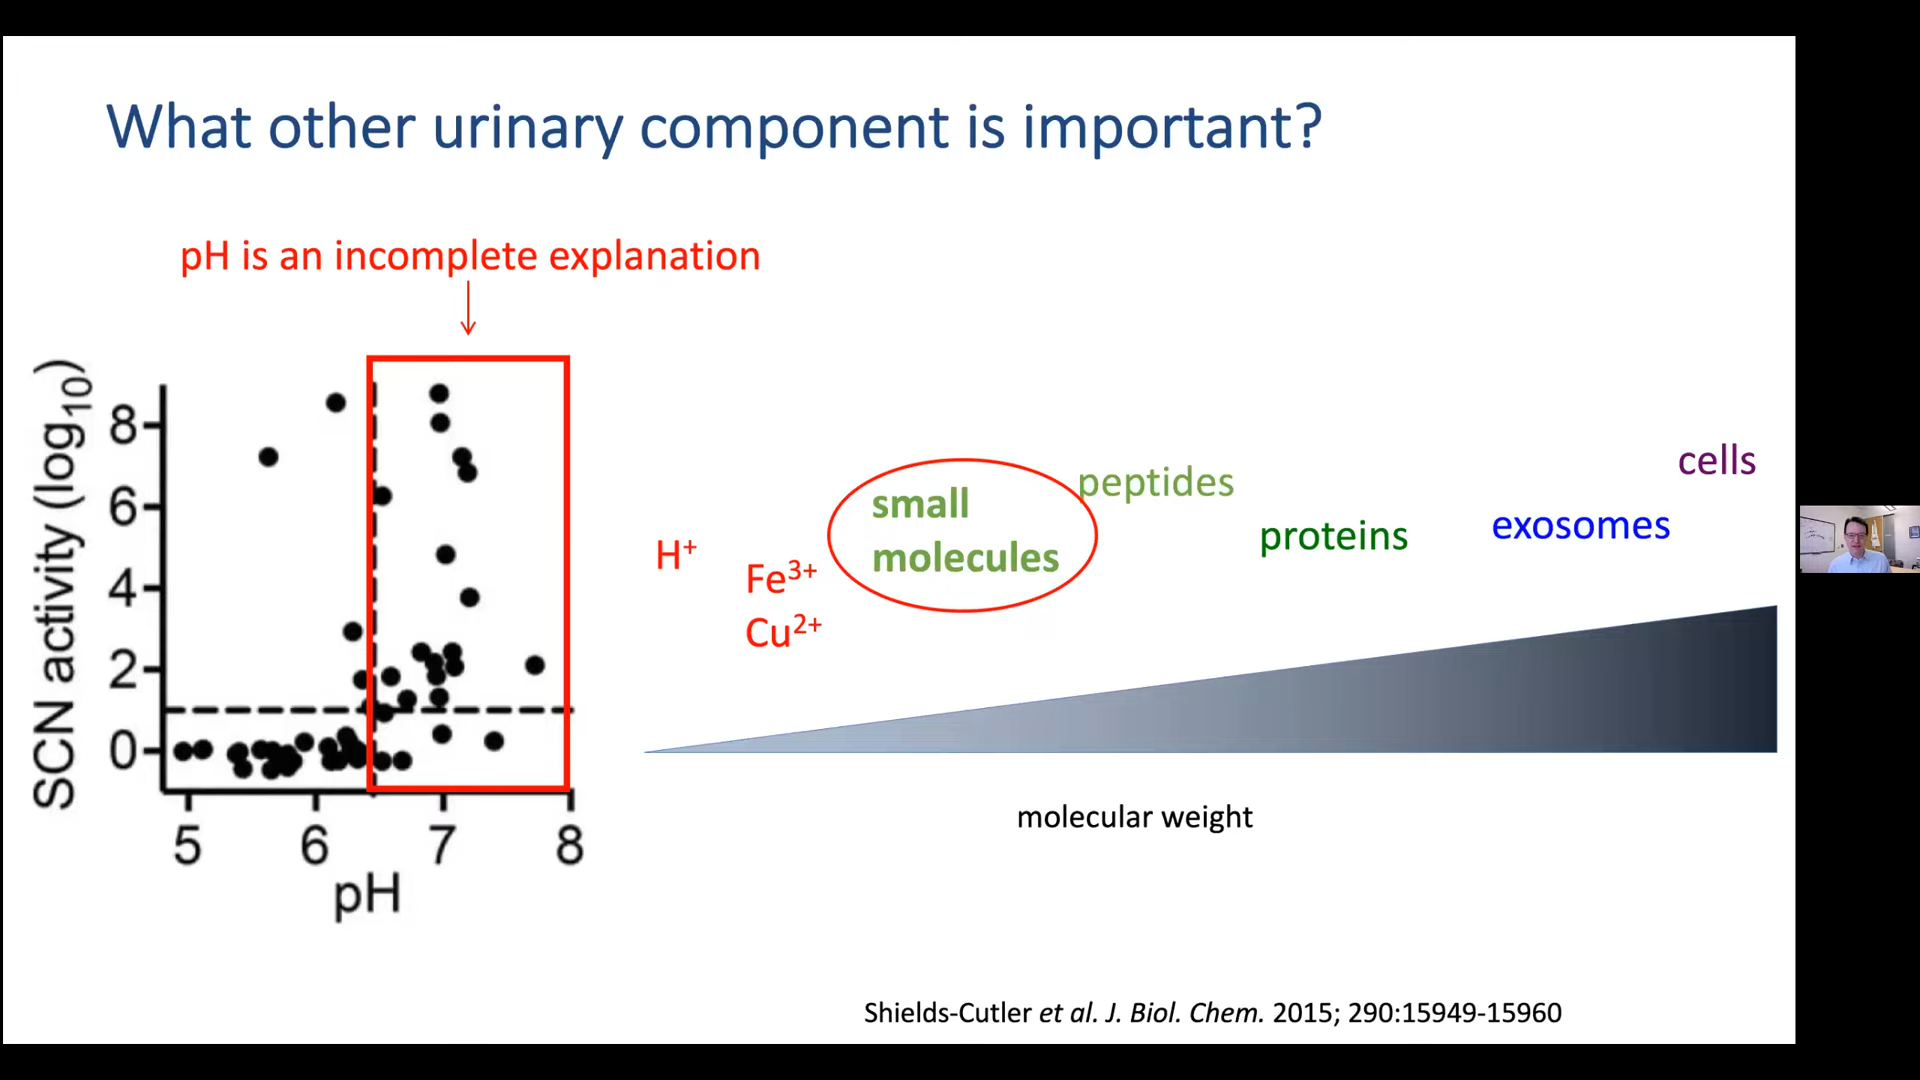 What other urinary component is important?
pH is an incomplete explanation
SCN activity (log10)
8
6
4
2
0
5 6 7 8
pH
H+
Fe3+
Cu2+
small
molecules
peptides
proteins
exosomes
cells
molecular weight
Shields-Cutler et al. J. Biol. Chem. 2015; 290:15949-15960